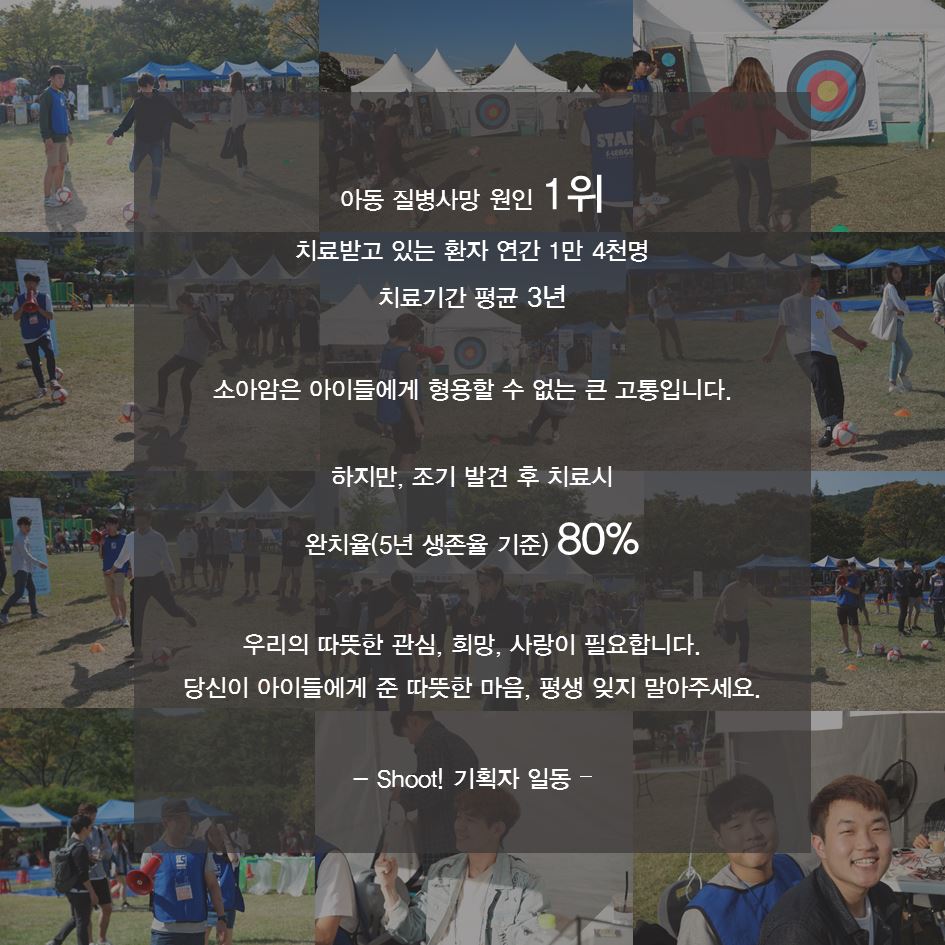 아동 질병사망 원인 1위
치료받고 있는 환자 연간 1만 4천명
치료기간 평균 3년
소아암은 아이들에게 형용할 수 없는 큰 고통입니다.
하지만, 조기 발견 후 치료시
완치율(5년 생존율 기준) 80%
우리의 따뜻한 관심, 희망, 사랑이 필요합니다.
당신이 아이들에게 준 따뜻한 마음, 평생 잊지 말아주세요.
– Shoot! 기획자 일동 –